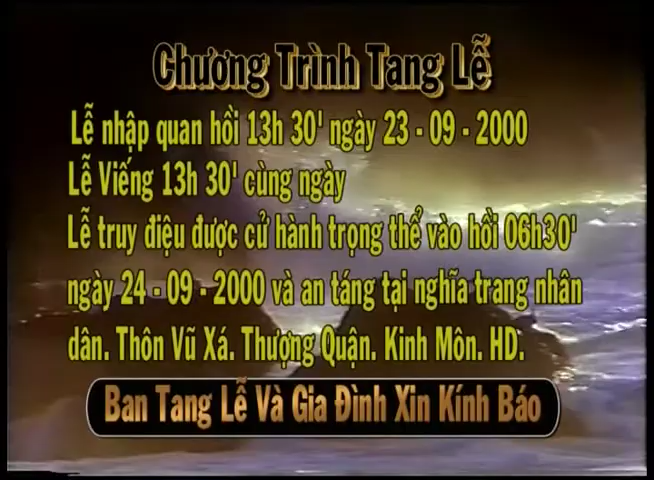 Chương Trình Tang Lễ
Lễ nhập quan hồi 13h 30' ngày 23 - 09 - 2000
Lễ Viếng 13h 30' cùng ngày
Lễ truy điệu được cử hành trọng thể vào hồi 06h30'
ngày 24 - 09 - 2000 và an táng tại nghĩa trang nhân
dân. Thôn Vũ Xá. Thượng Quận. Kinh Môn. HD.
Ban Tang Lễ Và Gia Đình Xin Kính Báo